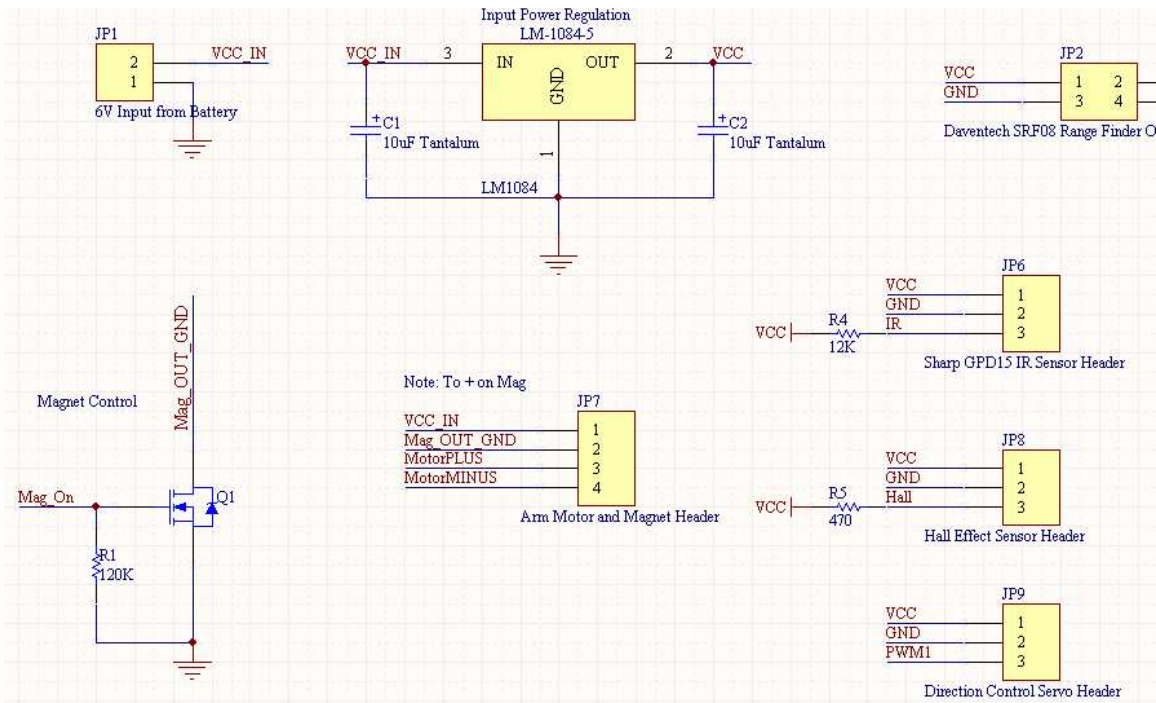 Input Power Regulation
LM-1084-5
JP1
2
1
VCC_IN
6V Input from Battery
VCC_IN
3
IN
OUT
GND
2
VCC
1
+
C1
10uF Tantalum
+
C2
10uF Tantalum
LM1084
JP2
VCC
GND
1 2
3 4
Daventech SRF08 Range Finder O
Mag_OUT_GND
Magnet Control
Mag_On
Q1
R1
120K
Note: To + on Mag
JP7
VCC_IN
Mag_OUT_GND
MotorPLUS
MotorMINUS
1
2
3
4
Arm Motor and Magnet Header
JP6
VCC
GND
IR
1
2
3
VCC
R4
12K
Sharp GPD15 IR Sensor Header
JP8
VCC
GND
Hall
1
2
3
VCC
R5
470
Hall Effect Sensor Header
JP9
VCC
GND
PWM1
1
2
3
Direction Control Servo Header